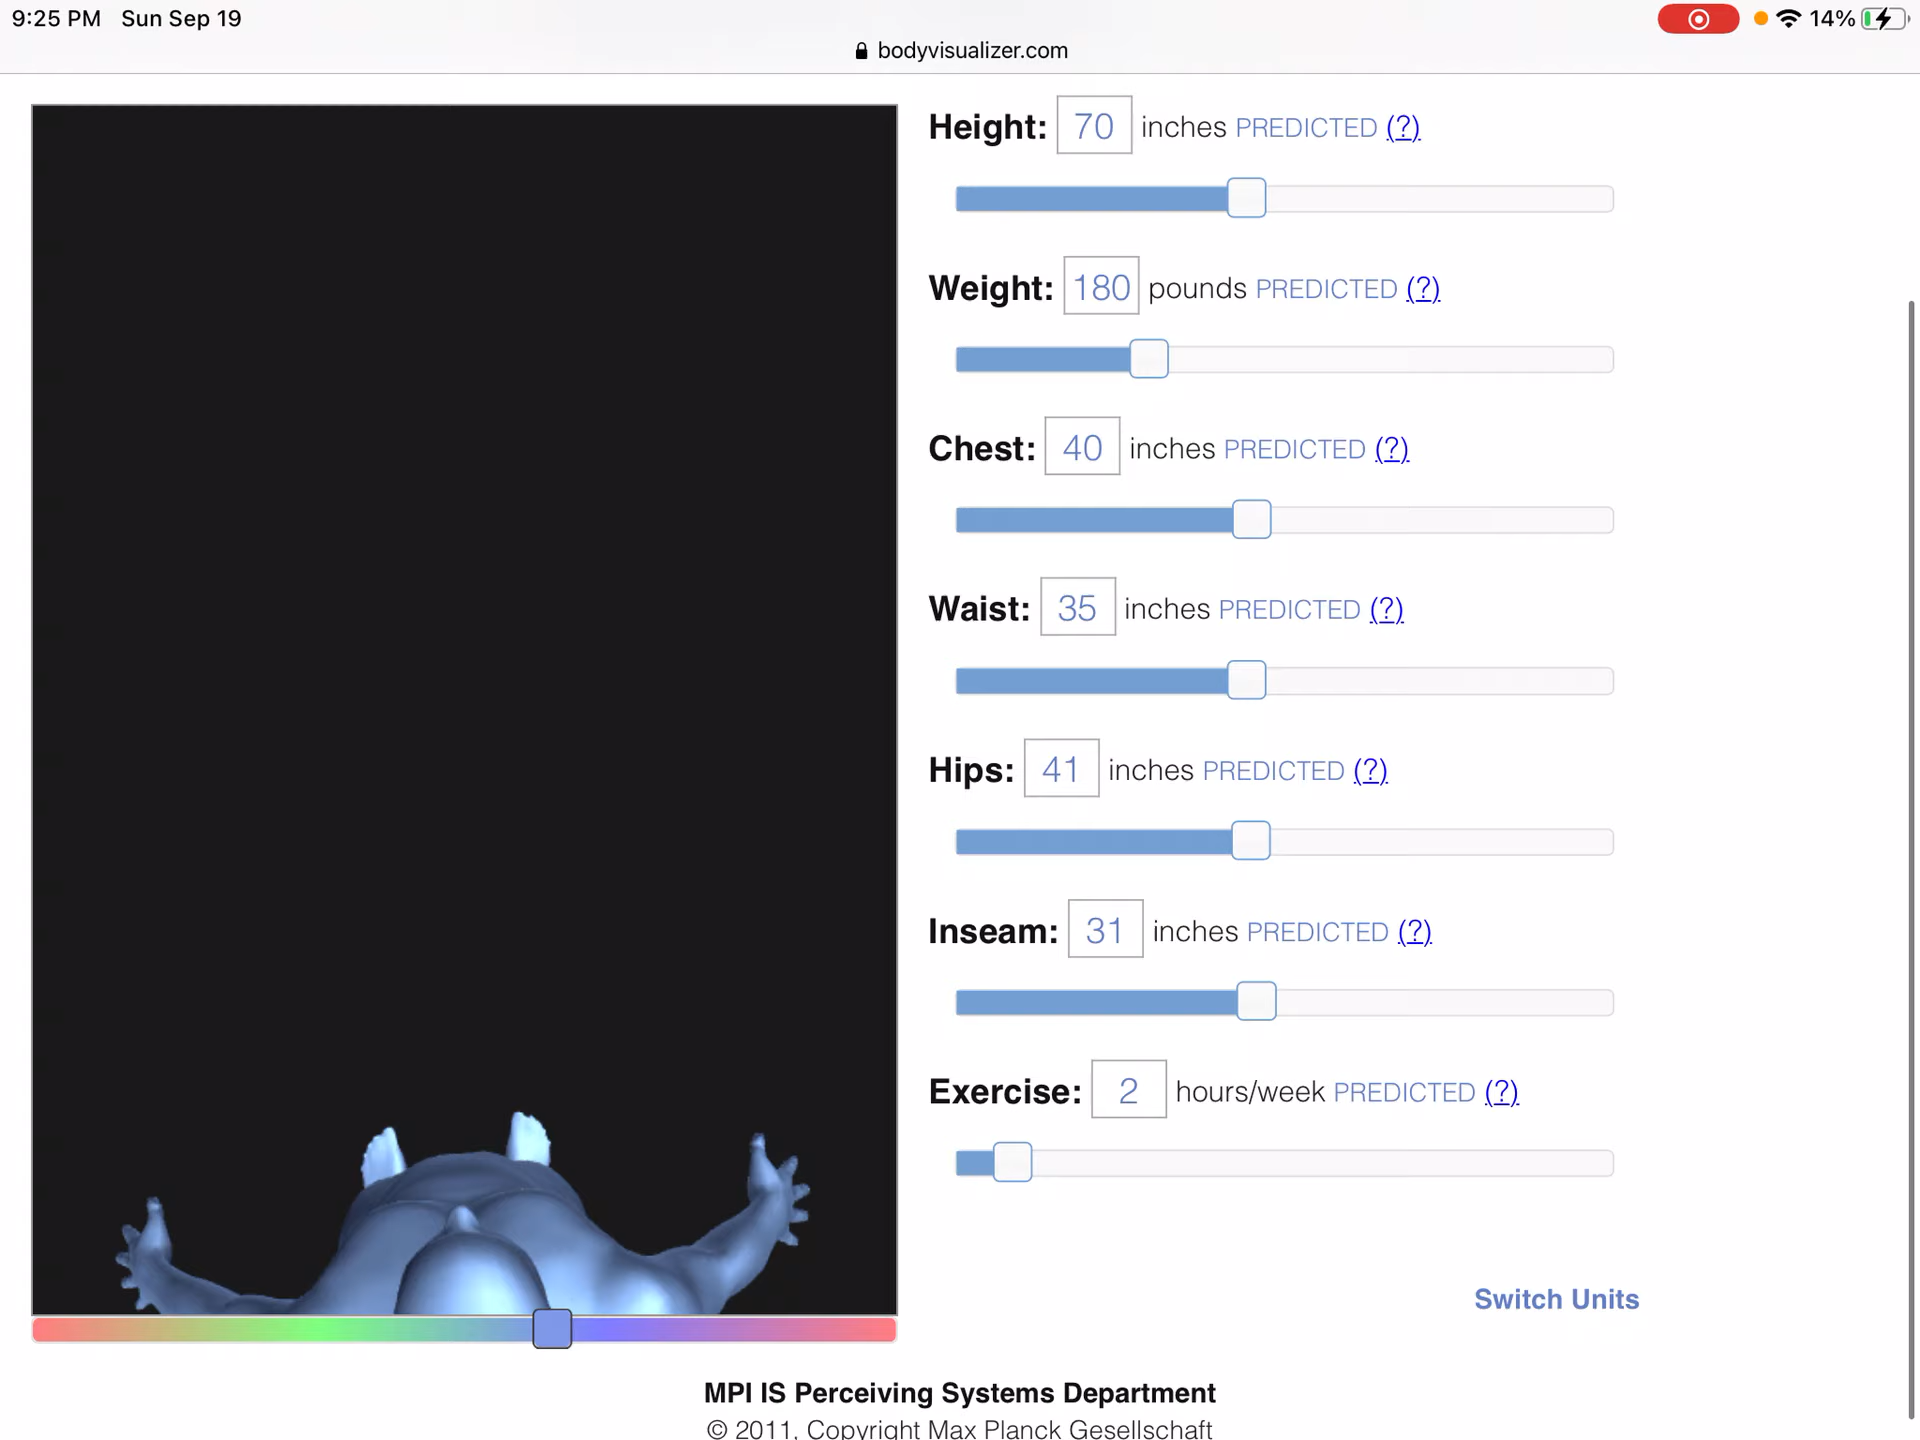 9:25 PM Sun Sep 19
14%
bodyvisualizer.com
Height: 70 inches PREDICTED (?)
Weight: 180 pounds PREDICTED (?)
Chest: 40 inches PREDICTED (?)
Waist: 35 inches PREDICTED (?)
Hips: 41 inches PREDICTED (?)
Inseam: 31 inches PREDICTED (?)
Exercise: 2 hours/week PREDICTED (?)
Switch Units
MPI IS Perceiving Systems Department
© 2011, Copyright Max Planck Gesellschaft